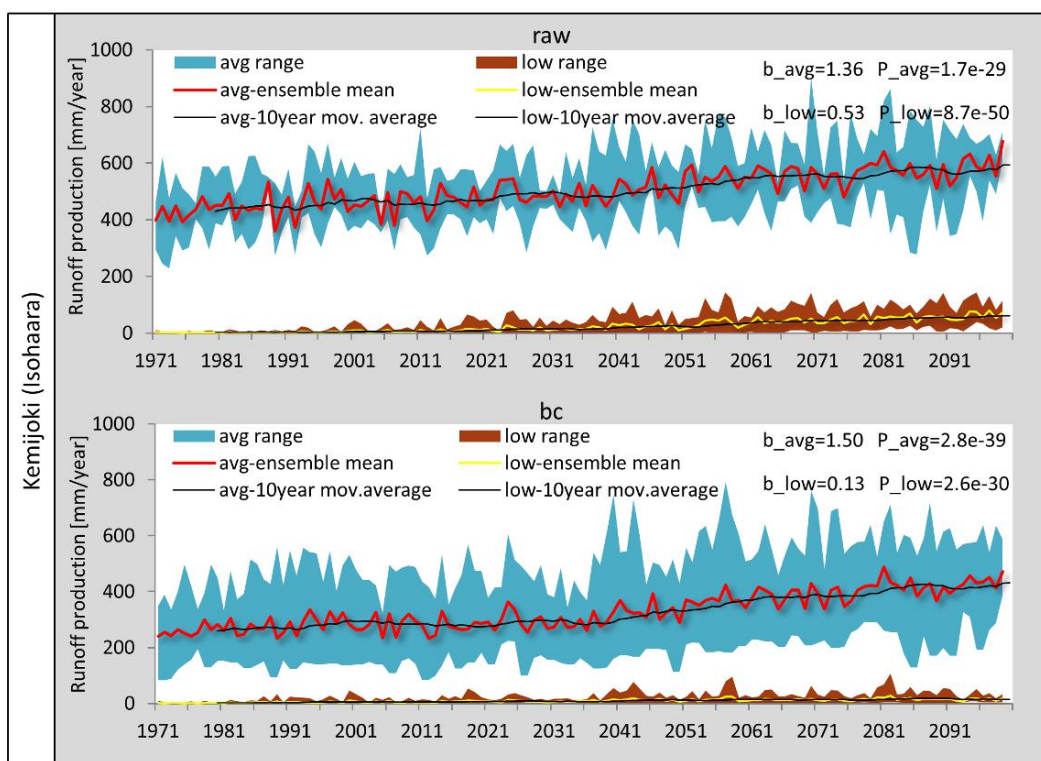 Kemijoki (Isohaara)
raw
Runoff production [mm/year]
1000
800
600
400
200
0
avg range
low range
avg-ensemble mean
low-ensemble mean
avg-10year mov. average
low-10year mov. average
b_avg=1.36 P_avg=1.7e-29
b_low=0.53 P_low=8.7e-50
1971 1981 1991 2001 2011 2021 2031 2041 2051 2061 2071 2081 2091
bc
Runoff production [mm/year]
1000
800
600
400
200
0
avg range
low range
avg-ensemble mean
low-ensemble mean
avg-10year mov.average
low-10year mov.average
b_avg=1.50 P_avg=2.8e-39
b_low=0.13 P_low=2.6e-30
1971 1981 1991 2001 2011 2021 2031 2041 2051 2061 2071 2081 2091